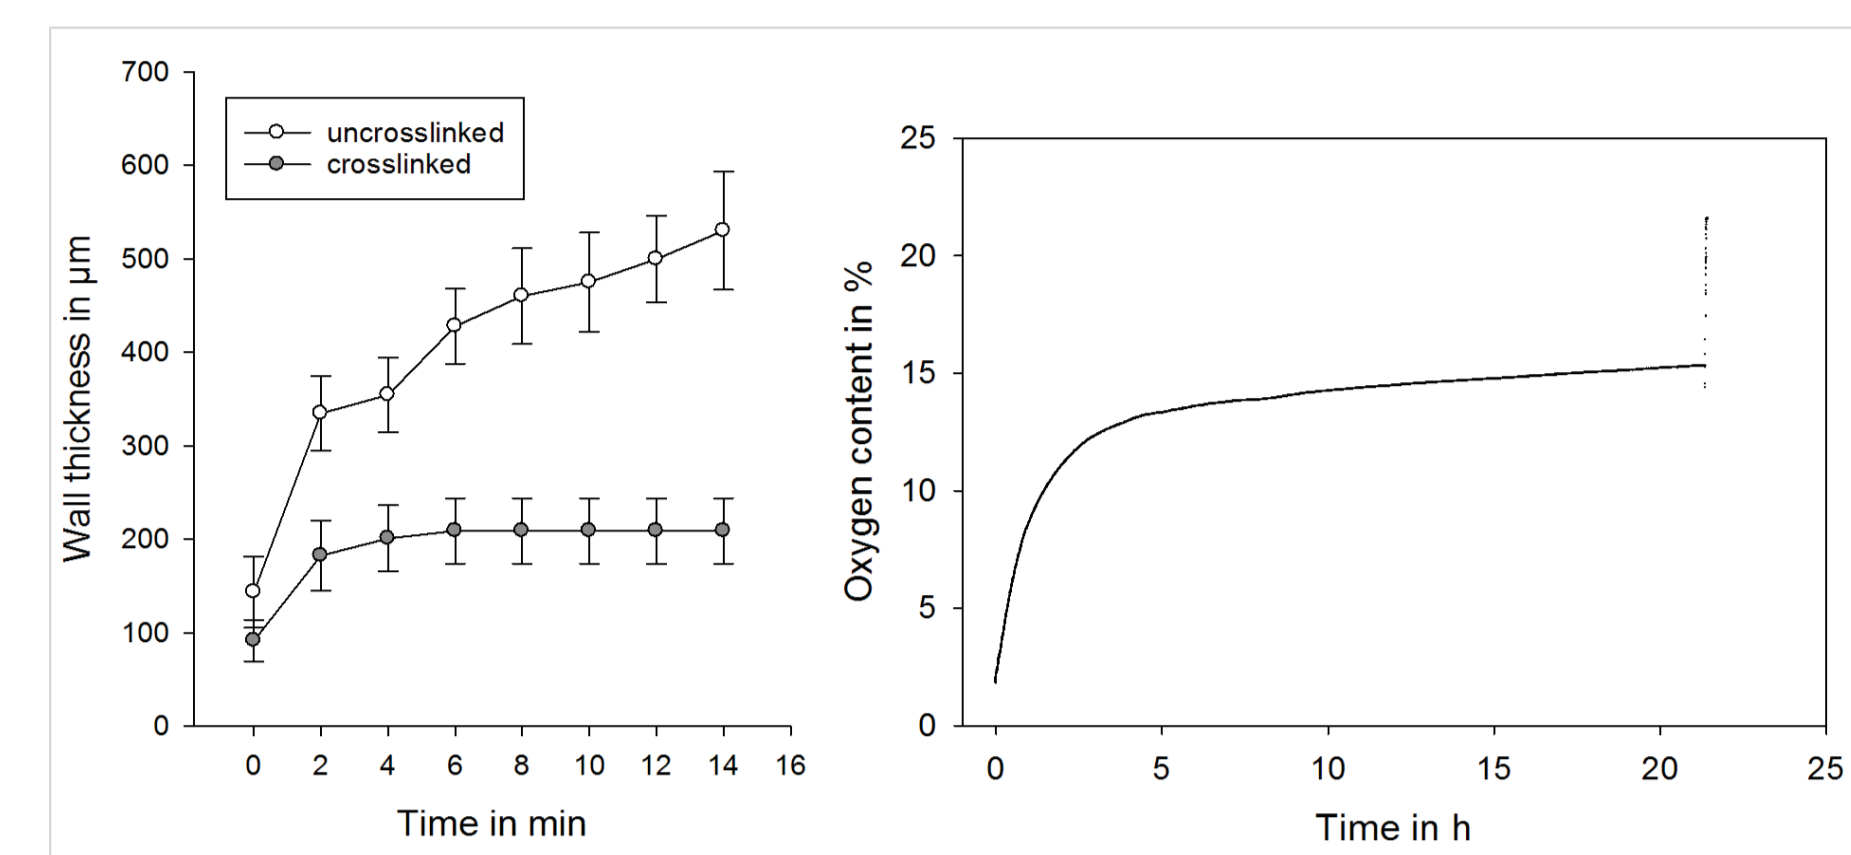 700
600
500
400
300
200
100
0
Wall thickness in µm
uncrosslinked
crosslinked
0 2 4 6 8 10 12 14 16
Time in min
25
20
15
10
5
0
Oxygen content in %
0 5 10 15 20 25
Time in h